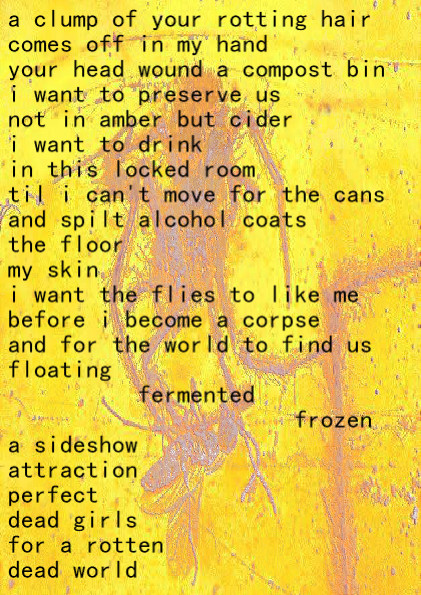 a clump of your rotting hair
comes off in my hand
your head wound a compost bin
i want to preserve us
not in amber but cider
i want to drink
in this locked room
til i can't move for the cans
and spilt alcohol coats
the floor
my skin
i want the flies to like me
before i become a corpse
and for the world to find us
floating
fermented
frozen
a sideshow
attraction
perfect
dead girls
for a rotten
dead world